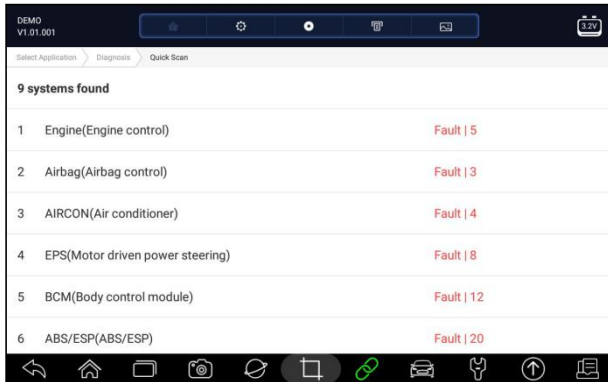 DEMO
V1.01.001
3.2V
Select Application Diagnosis Quick Scan
9 systems found
1 Engine(Engine control) Fault | 5
2 Airbag(Airbag control) Fault | 3
3 AIRCON(Air conditioner) Fault | 4
4 EPS(Motor driven power steering) Fault | 8
5 BCM(Body control module) Fault | 12
6 ABS/ESP(ABS/ESP) Fault | 20